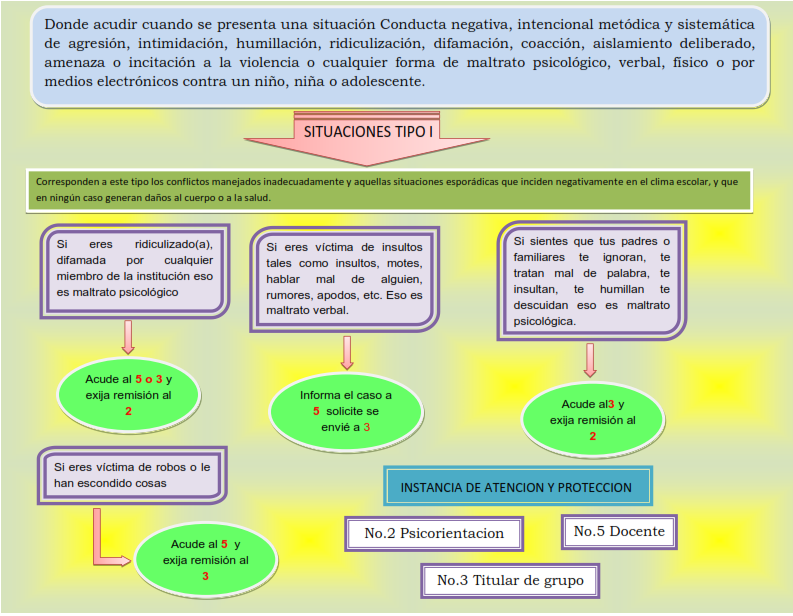 Donde acudir cuando se presenta una situación Conducta negativa, intencional metódica y sistemática
de agresión, intimidación, humillación, ridiculización, difamación, coacción, aislamiento deliberado,
amenaza o incitación a la violencia o cualquier forma de maltrato psicológico, verbal, físico o por
medios electrónicos contra un niño, niña o adolescente.
SITUACIONES TIPO I
Corresponden a este tipo los conflictos manejados inadecuadamente y aquellas situaciones esporádicas que inciden negativamente en el clima escolar, y que
en ningún caso generan daños al cuerpo o a la salud.
Si eres ridiculizado(a),
difamada por cualquier
miembro de la institución eso
es maltrato psicológico
Si eres víctima de insultos
tales como insultos, motes,
hablar mal de alguien,
rumores, apodos, etc. Eso es
maltrato verbal.
Si sientes que tus padres o
familiares te ignoran, te
tratan mal de palabra, te
insultan, te humillan te
descuidan eso es maltrato
psicológica.
Acude al 5 o 3 y
exija remisión al
2
Informa el caso a
5 solicite se
envié a 3
Acude al3 y
exija remisión al
2
Si eres víctima de robos o le
han escondido cosas
Acude al 5 y
exija remisión al
3
INSTANCIA DE ATENCION Y PROTECCION
No.2 Psicorientacion
No.5 Docente
No.3 Titular de grupo